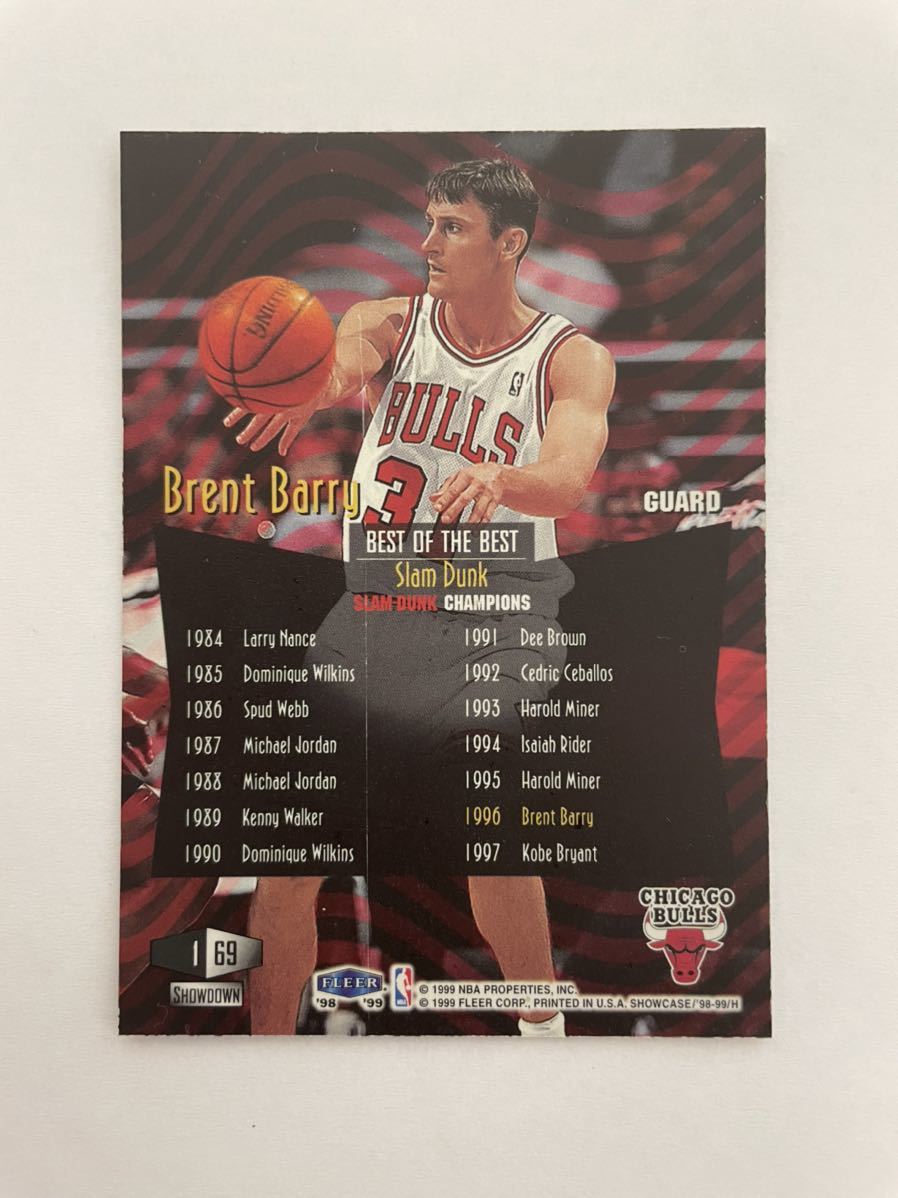 UNIW
BULLS
3
Brent Barry
GUARD
BEST OF THE BEST
Slam Dunk
SLAM DUNK CHAMPIONS
1984 Larry Nance
1985 Dominique Wilkins
1986 Spud Webb
1987 Michael Jordan
1988 Michael Jordan
1989 Kenny Walker
1990 Dominique Wilkins
1991 Dee Brown
1992 Cedric Ceballos
1993 Harold Miner
1994 Isaiah Rider
1995 Harold Miner
1996 Brent Barry
1997 Kobe Bryant
CHICAGO
BULLS
1 69
SHOWDOWN
FLEER
'98 '99
NBA
© 1999 NBA PROPERTIES, INC.
© 1999 FLEER CORP., PRINTED IN U.S.A. SHOWCASE/'98-99/H